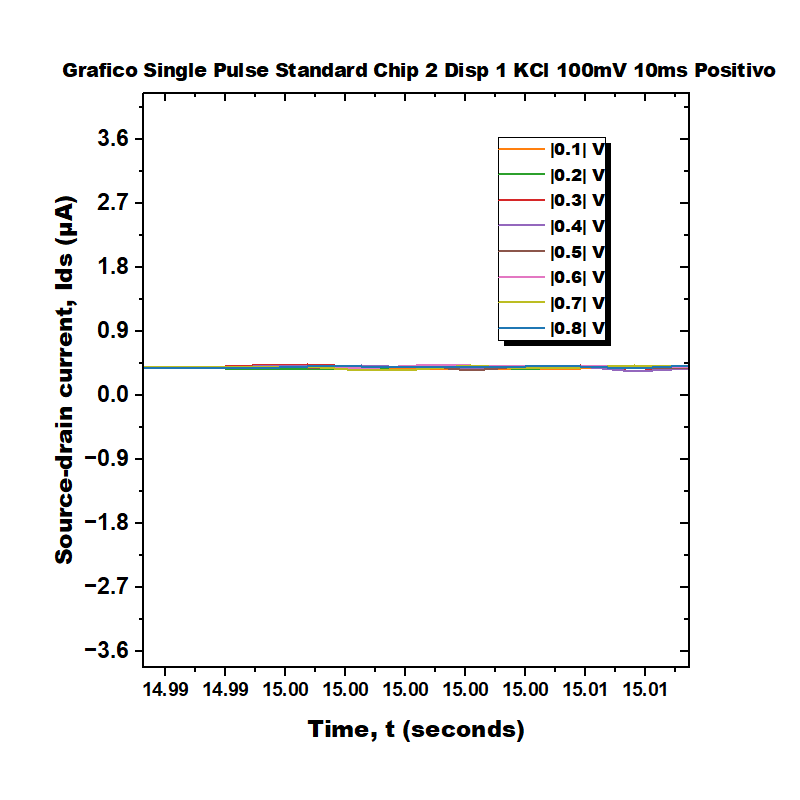 Grafico Single Pulse Standard Chip 2 Disp 1 KCl 100mV 10ms Positivo
|0.1| V
|0.2| V
|0.3| V
|0.4| V
|0.5| V
|0.6| V
|0.7| V
|0.8| V
Source-drain current, Ids (μA)
3.6
2.7
1.8
0.9
0.0
−0.9
−1.8
−2.7
−3.6
14.99 14.99 15.00 15.00 15.00 15.00 15.00 15.01 15.01
Time, t (seconds)